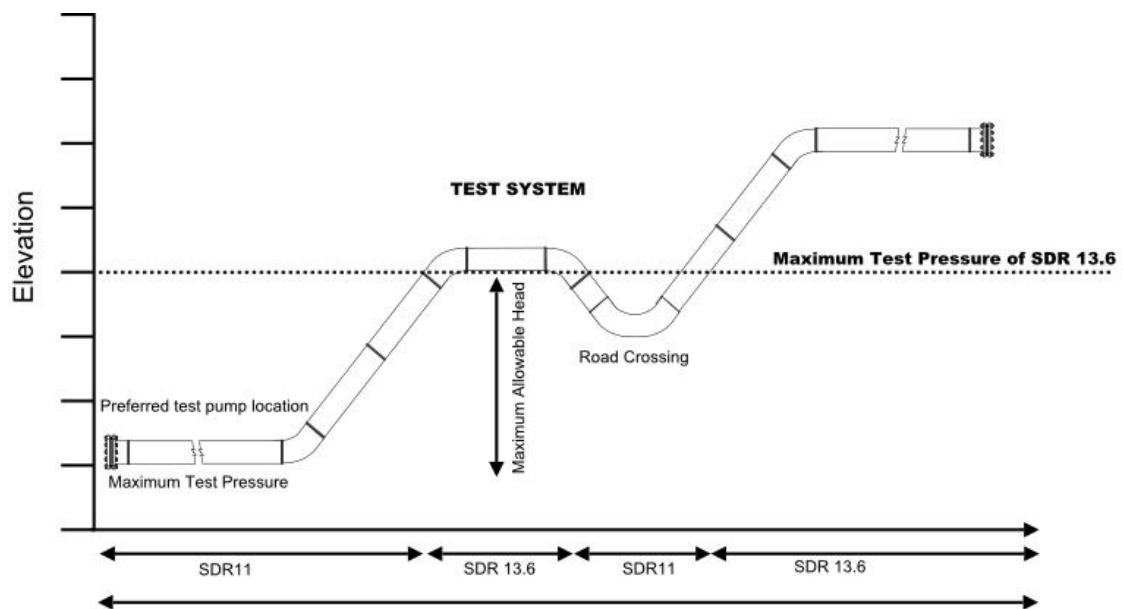 TEST SYSTEM
Maximum Test Pressure of SDR 13.6
Elevation
Maximum Allowable Head
Road Crossing
Preferred test pump location
Maximum Test Pressure
SDR11
SDR 13.6
SDR11
SDR 13.6